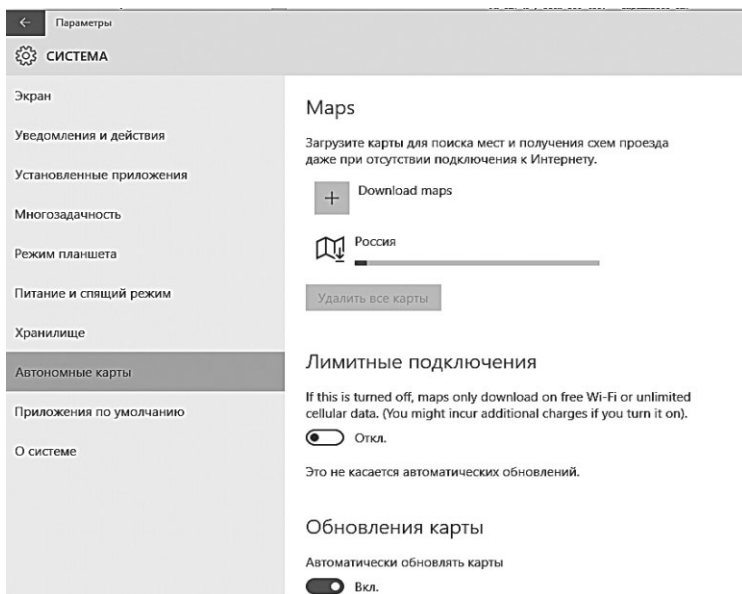 Параметры
СИСТЕМА
Экран
Уведомления и действия
Установленные приложения
Многозадачность
Режим планшета
Питание и спящий режим
Хранилище
Автономные карты
Приложения по умолчанию
О системе
Maps
Загрузите карты для поиска мест и получения схем проезда
даже при отсутствии подключения к Интернету.
Download maps
Россия
Удалить все карты
Лимитные подключения
If this is turned off, maps only download on free Wi-Fi or unlimited
cellular data. (You might incur additional charges if you turn it on).
Откл.
Это не касается автоматических обновлений.
Обновления карты
Автоматически обновлять карты
Вкл.